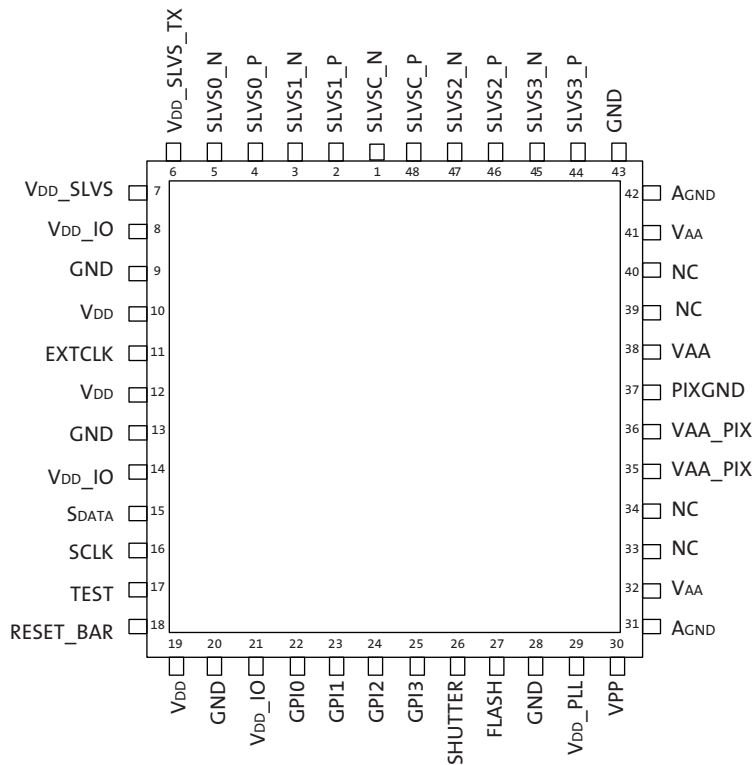 VDD_SLVS_TX
SLVS0_N
SLVS0_P
SLVS1_N
SLVS1_P
SLVSC_N
SLVSC_P
SLVS2_N
SLVS2_P
SLVS3_N
SLVS3_P
GND
6
5
4
3
2
1
48
47
46
45
44
43
VDD_SLVS 7
VDD_IO 8
GND 9
VDD 10
EXTCLK 11
VDD 12
GND 13
VDD_IO 14
SDATA 15
SCLK 16
TEST 17
RESET_BAR 18
42 AGND
41 VAA
40 NC
39 NC
38 VAA
37 PIXGND
36 VAA_PIX
35 VAA_PIX
34 NC
33 NC
32 VAA
31 AGND
19
20
21
22
23
24
25
26
27
28
29
30
VDD
GND
VDD_IO
GPI0
GPI1
GPI2
GPI3
SHUTTER
FLASH
GND
VDD_PLL
VPP